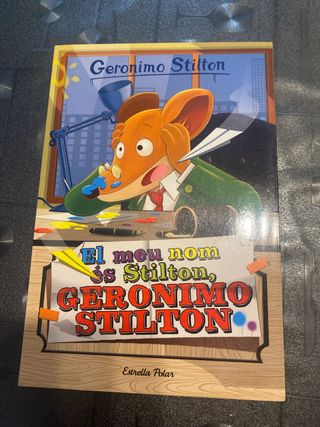 Geronimo Stilton
El meu nom
és Stilton,
GERONIMO
STILTON
Estrella Polar